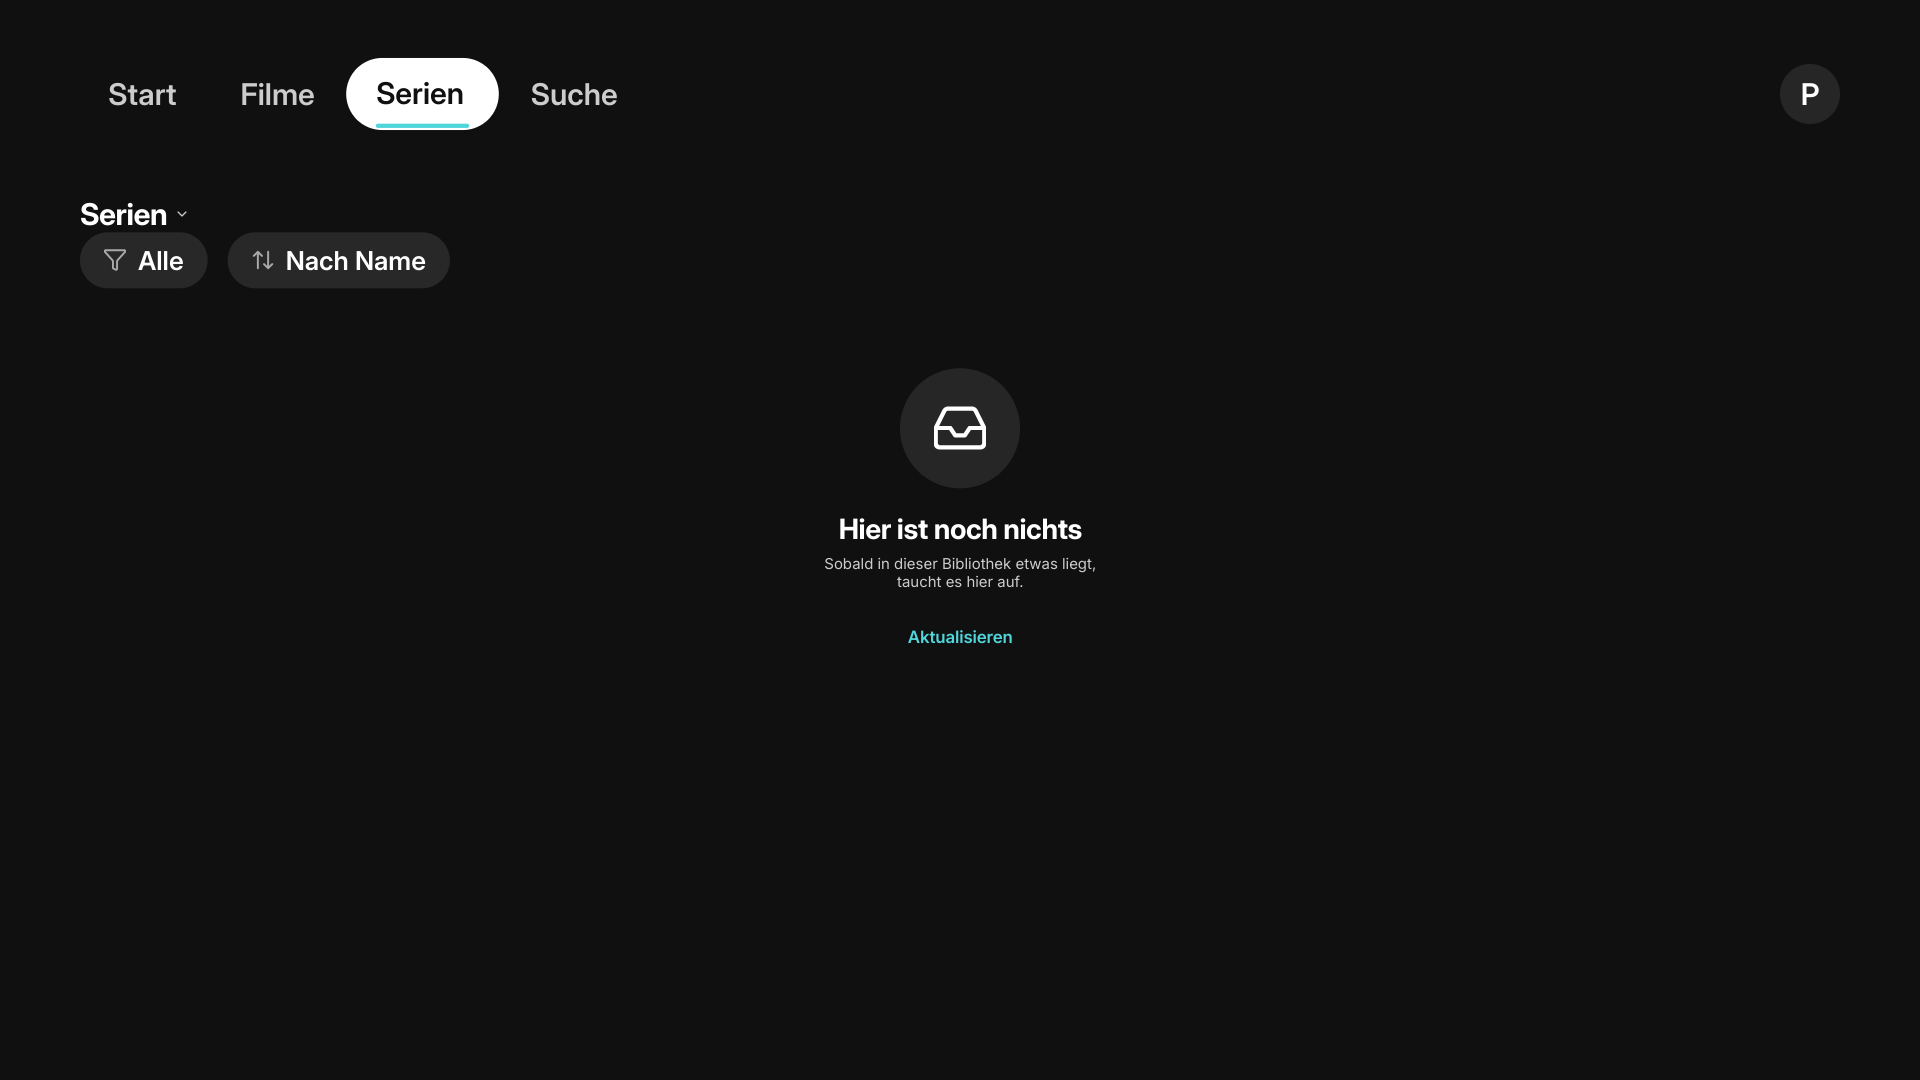 Start
Filme
Serien
Suche
P
Serien
Alle
Nach Name
Hier ist noch nichts
Sobald in dieser Bibliothek etwas liegt,
taucht es hier auf.
Aktualisieren